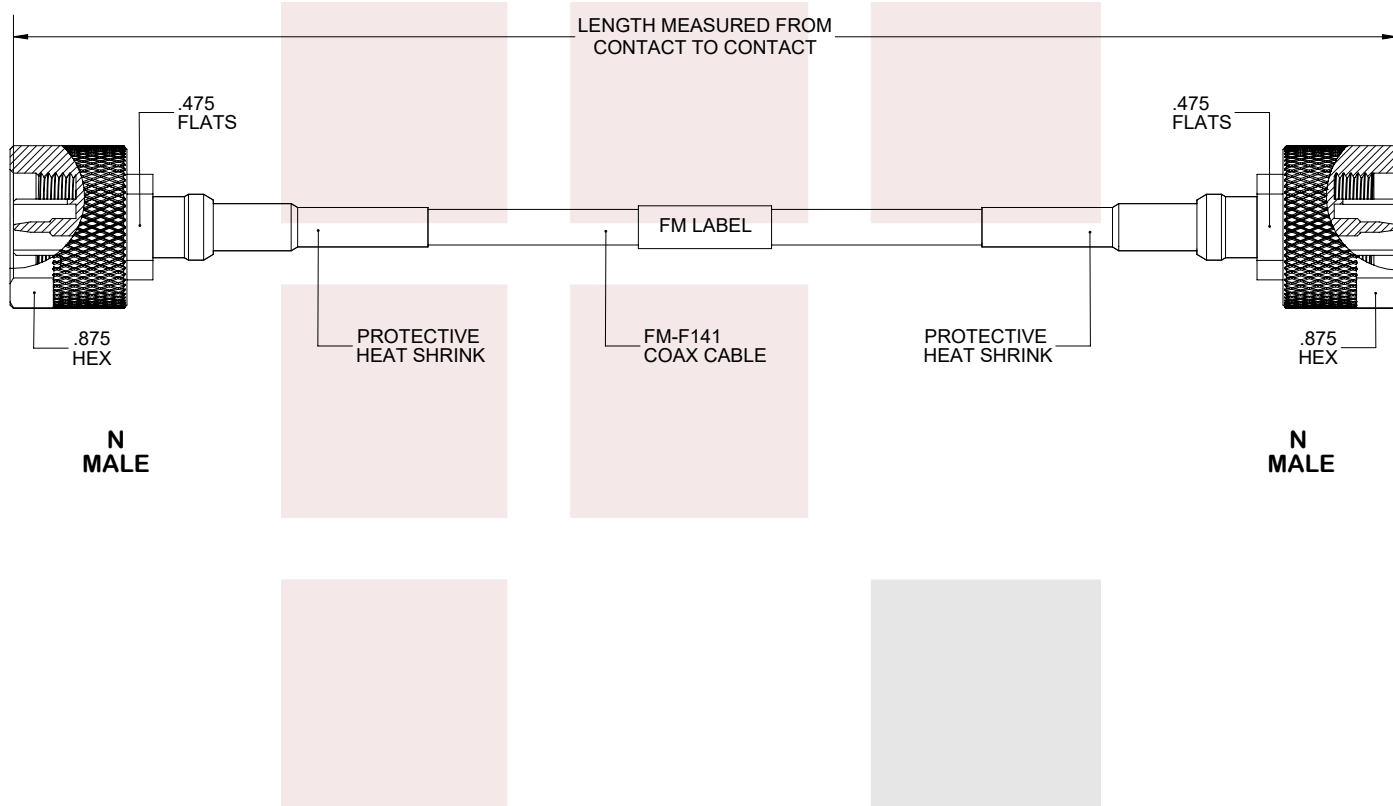 LENGTH MEASURED FROM
CONTACT TO CONTACT
.475
FLATS
.475
FLATS
FM LABEL
.875
HEX
PROTECTIVE
HEAT SHRINK
FM-F141
COAX CABLE
PROTECTIVE
HEAT SHRINK
.875
HEX
N
MALE
N
MALE